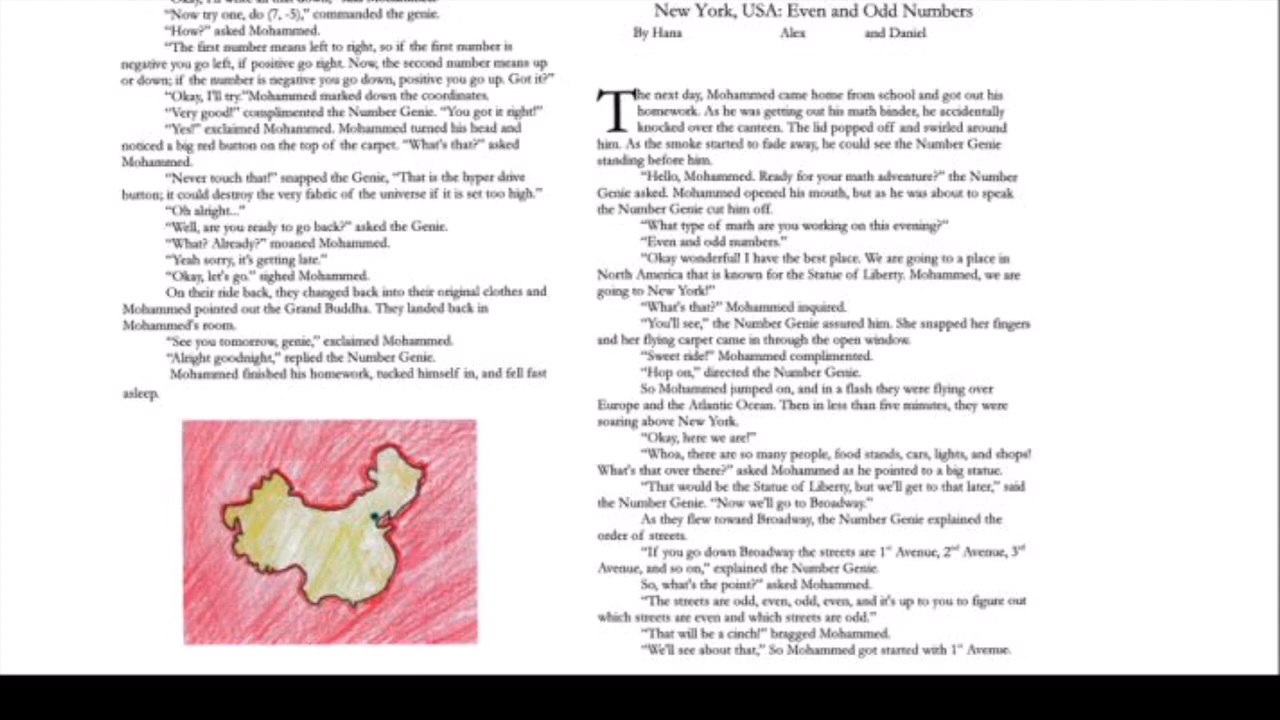 "Okay, I'll write all that down," said Mohammed.
"Now try one, do (7, -5)," commanded the genie.
"How?" asked Mohammed.
"The first number means left to right, so if the first number is
negative you go left, if positive go right. Now, the second number means up
or down; if the number is negative you go down, positive you go up. Got it?"
"Okay, I'll try."Mohammed marked down the coordinates.
"Very good!" complimented the Number Genie. "You got it right!"
"Yes!" exclaimed Mohammed. Mohammed turned his head and
noticed a big red button on the top of the carpet. "What's that?" asked
Mohammed.
"Never touch that!" snapped the Genie, "That is the hyper drive
button; it could destroy the very fabric of the universe if it is set too high."
"Oh alright..."
"Well, are you ready to go back?" asked the Genie.
"What? Already?" moaned Mohammed.
"Yeah sorry, it's getting late."
"Okay, let's go." sighed Mohammed.
On their ride back, they changed back into their original clothes and
Mohammed pointed out the Grand Buddha. They landed back in
Mohammed's room.
"See you tomorrow, genie," exclaimed Mohammed.
"Alright goodnight," replied the Number Genie.
Mohammed finished his homework, tucked himself in, and fell fast
asleep.
New York, USA: Even and Odd Numbers
By Hana Alex and Daniel
The next day, Mohammed came home from school and got out his
homework. As he was getting out his math binder, he accidentally
knocked over the canteen. The lid popped off and swirled around
him. As the smoke started to fade away, he could see the Number Genie
standing before him.
"Hello, Mohammed. Ready for your math adventure?" the Number
Genie asked. Mohammed opened his mouth, but as he was about to speak
the Number Genie cut him off.
"What type of math are you working on this evening?"
"Even and odd numbers."
"Okay wonderful! I have the best place. We are going to a place in
North America that is known for the Statue of Liberty. Mohammed, we are
going to New York!"
"What's that?" Mohammed inquired.
"You'll see," the Number Genie assured him. She snapped her fingers
and her flying carpet came in through the open window.
"Sweet ride!" Mohammed complimented.
"Hop on," directed the Number Genie.
So Mohammed jumped on, and in a flash they were flying over
Europe and the Atlantic Ocean. Then in less than five minutes, they were
soaring above New York.
"Okay, here we are!"
"Whoa, there are so many people, food stands, cars, lights, and shops!
What's that over there?" asked Mohammed as he pointed to a big statue.
"That would be the Statue of Liberty, but we'll get to that later," said
the Number Genie. "Now we'll go to Broadway."
As they flew toward Broadway, the Number Genie explained the
order of streets.
"If you go down Broadway the streets are 1st Avenue, 2nd Avenue, 3rd
Avenue, and so on," explained the Number Genie.
So, what's the point?" asked Mohammed.
"The streets are odd, even, odd, even, and it's up to you to figure out
which streets are even and which streets are odd."
"That will be a cinch!" bragged Mohammed.
"We'll see about that," So Mohammed got started with 1st Avenue.